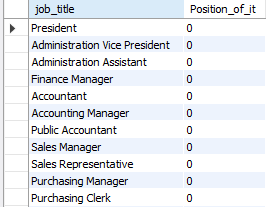 job_title Position_of_it
President 0
Administration Vice President 0
Administration Assistant 0
Finance Manager 0
Accountant 0
Accounting Manager 0
Public Accountant 0
Sales Manager 0
Sales Representative 0
Purchasing Manager 0
Purchasing Clerk 0